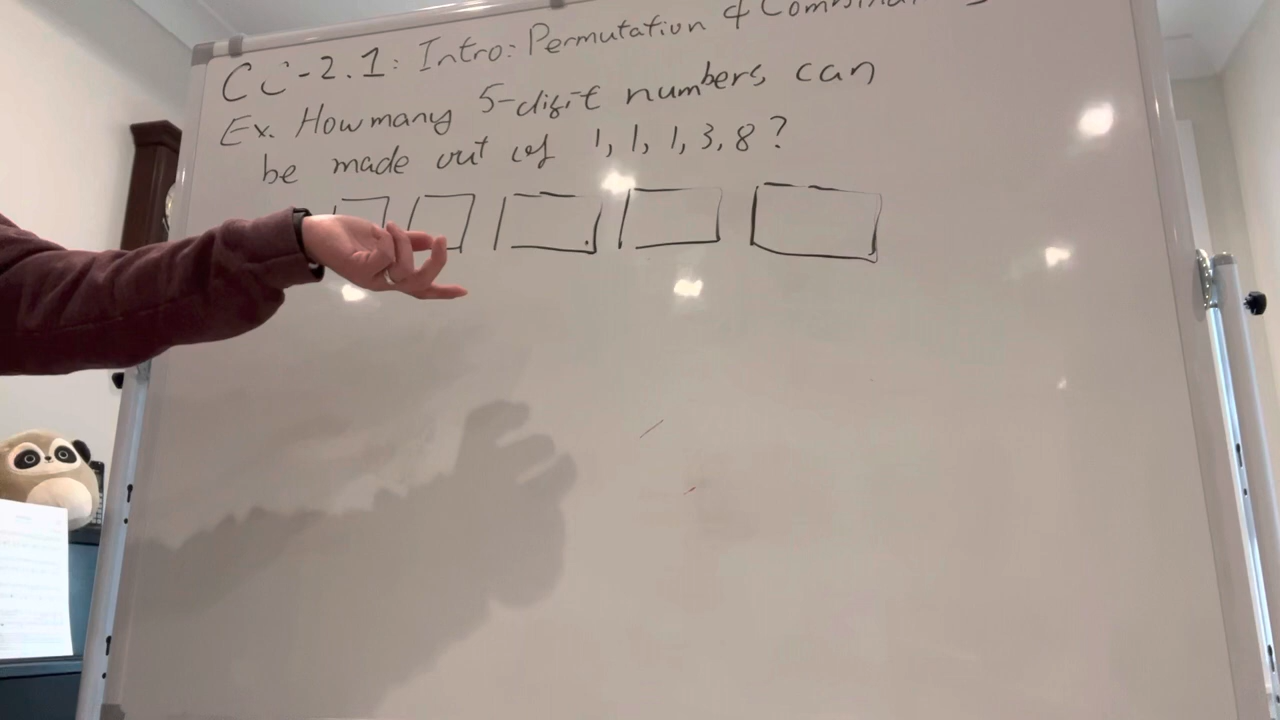 CC-2.1: Intro: Permutation &
Ex. How many 5-digit numbers can
be made out of 1, 1, 1, 3, 8?